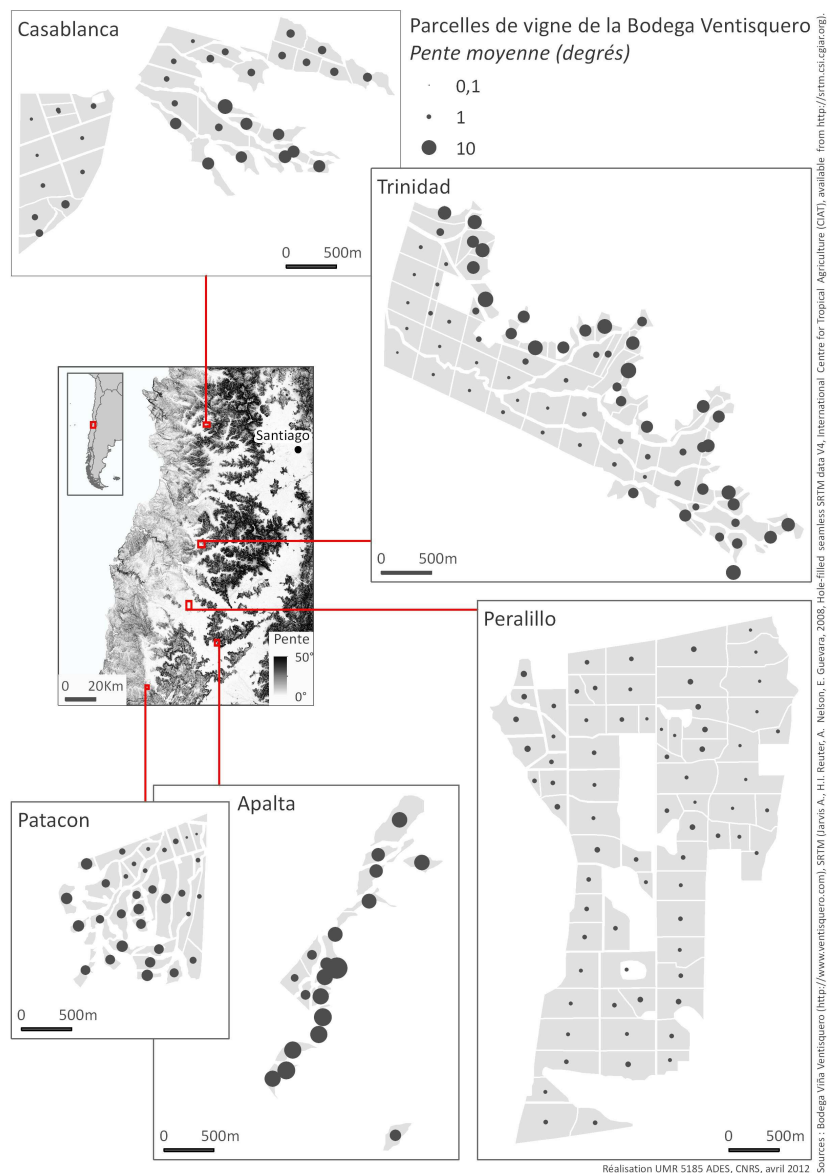 Casablanca
0 500m
Parcelles de vigne de la Bodega Ventisquero
Pente moyenne (degrés)
0,1
1
10
Trinidad
0 500m
Santiago
Pente
50°
0°
0 20Km
Peralillo
0 500m
Patacon
0 500m
Apalta
0 500m
Réalisation UMR 5185 ADES, CNRS, avril 2012
Sources : Bodega Viña Ventisquero (http://www.ventisquero.com), SRTM (Jarvis A., H.I. Reuter, A. Nelson, E. Guevara, 2008, Hole-filled seamless SRTM data V4, International Centre for Tropical Agriculture (CIAT), available from http://srtm.csi.cgiar.org).